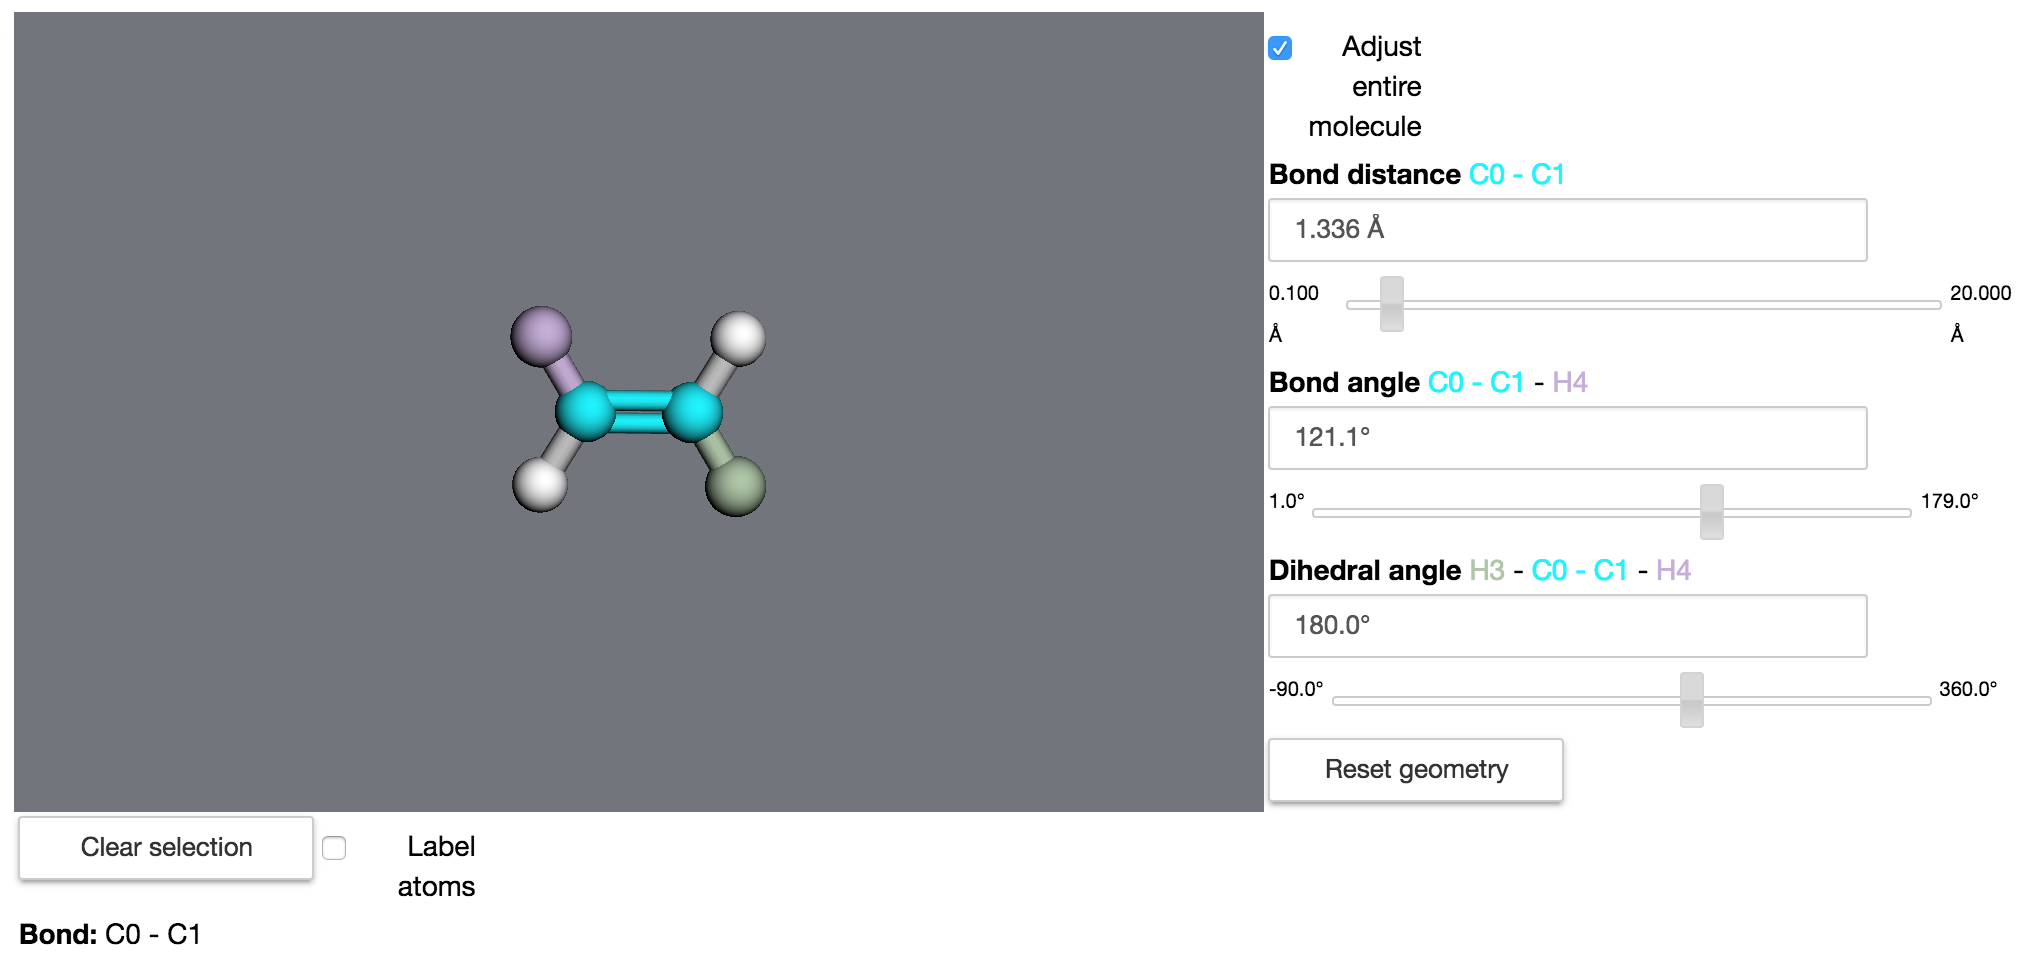 Adjust
entire
molecule
Bond distance C0 - C1
1.336 Å
0.100
Å
20.000
Å
Bond angle C0 - C1 - H4
121.1°
1.0°
179.0°
Dihedral angle H3 - C0 - C1 - H4
180.0°
-90.0°
360.0°
Reset geometry
Clear selection
Label
atoms
Bond: C0 - C1